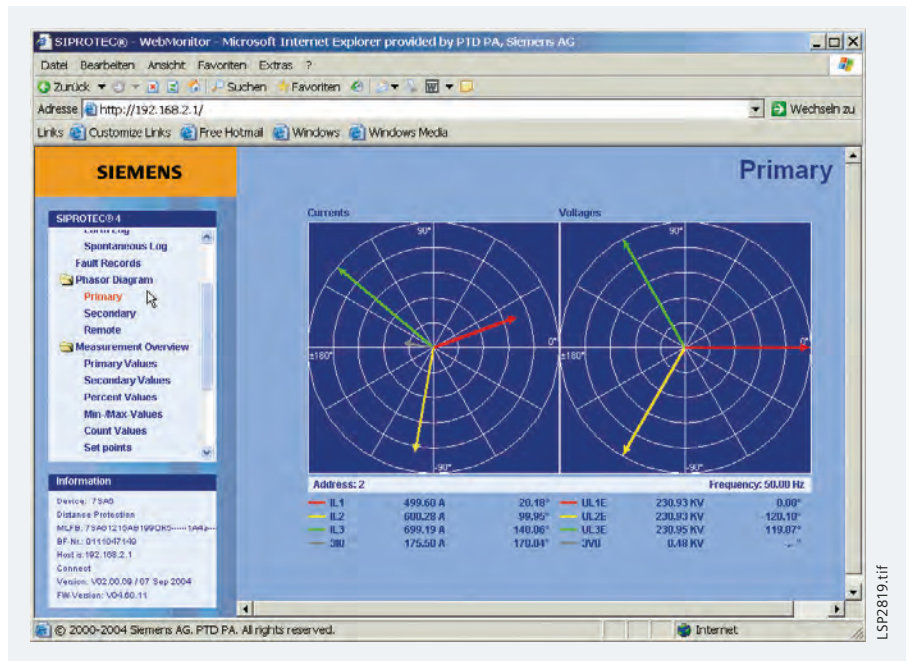 SIPROTEC® - WebMonitor - Microsoft Internet Explorer provided by PTD PA, Siemens AG
Datei Bearbeiten Ansicht Favoriten Extras ?
Zurück Suchen Favoriten
Adresse http://192.168.2.1/ Wechseln zu
Links Customize Links Free Hotmail Windows Windows Media
SIEMENS
Primary
SIPROTEC® 4
Spontaneous Log
Fault Records
Phasor Diagram
Primary
Secondary
Remote
Measurement Overview
Primary Values
Secondary Values
Percent Values
Min-/Max-Values
Count Values
Set points
Information
Distance Protection
Host is: 192.168.2.1
Connect
Version: V02.00.09 / 07 Sep 2004
FW-Version: V04.60.11
Currents Voltages
90° 90°
±180° 0° ±180° 0°
-90° -90°
Address: 2 Frequency: 50.00 Hz
IL1 499.60 A 20.18° UL1E 230.93 KV 0.00°
IL2 600.28 A 99.95° UL2E 230.93 KV -120.10°
IL3 699.19 A 140.06° UL3E 230.95 KV 119.87°
3I0 175.50 A 170.04° 3V0 0.48 KV
© 2000-2004 Siemens AG. PTD PA. All rights reserved. Internet
LSP2819.tif